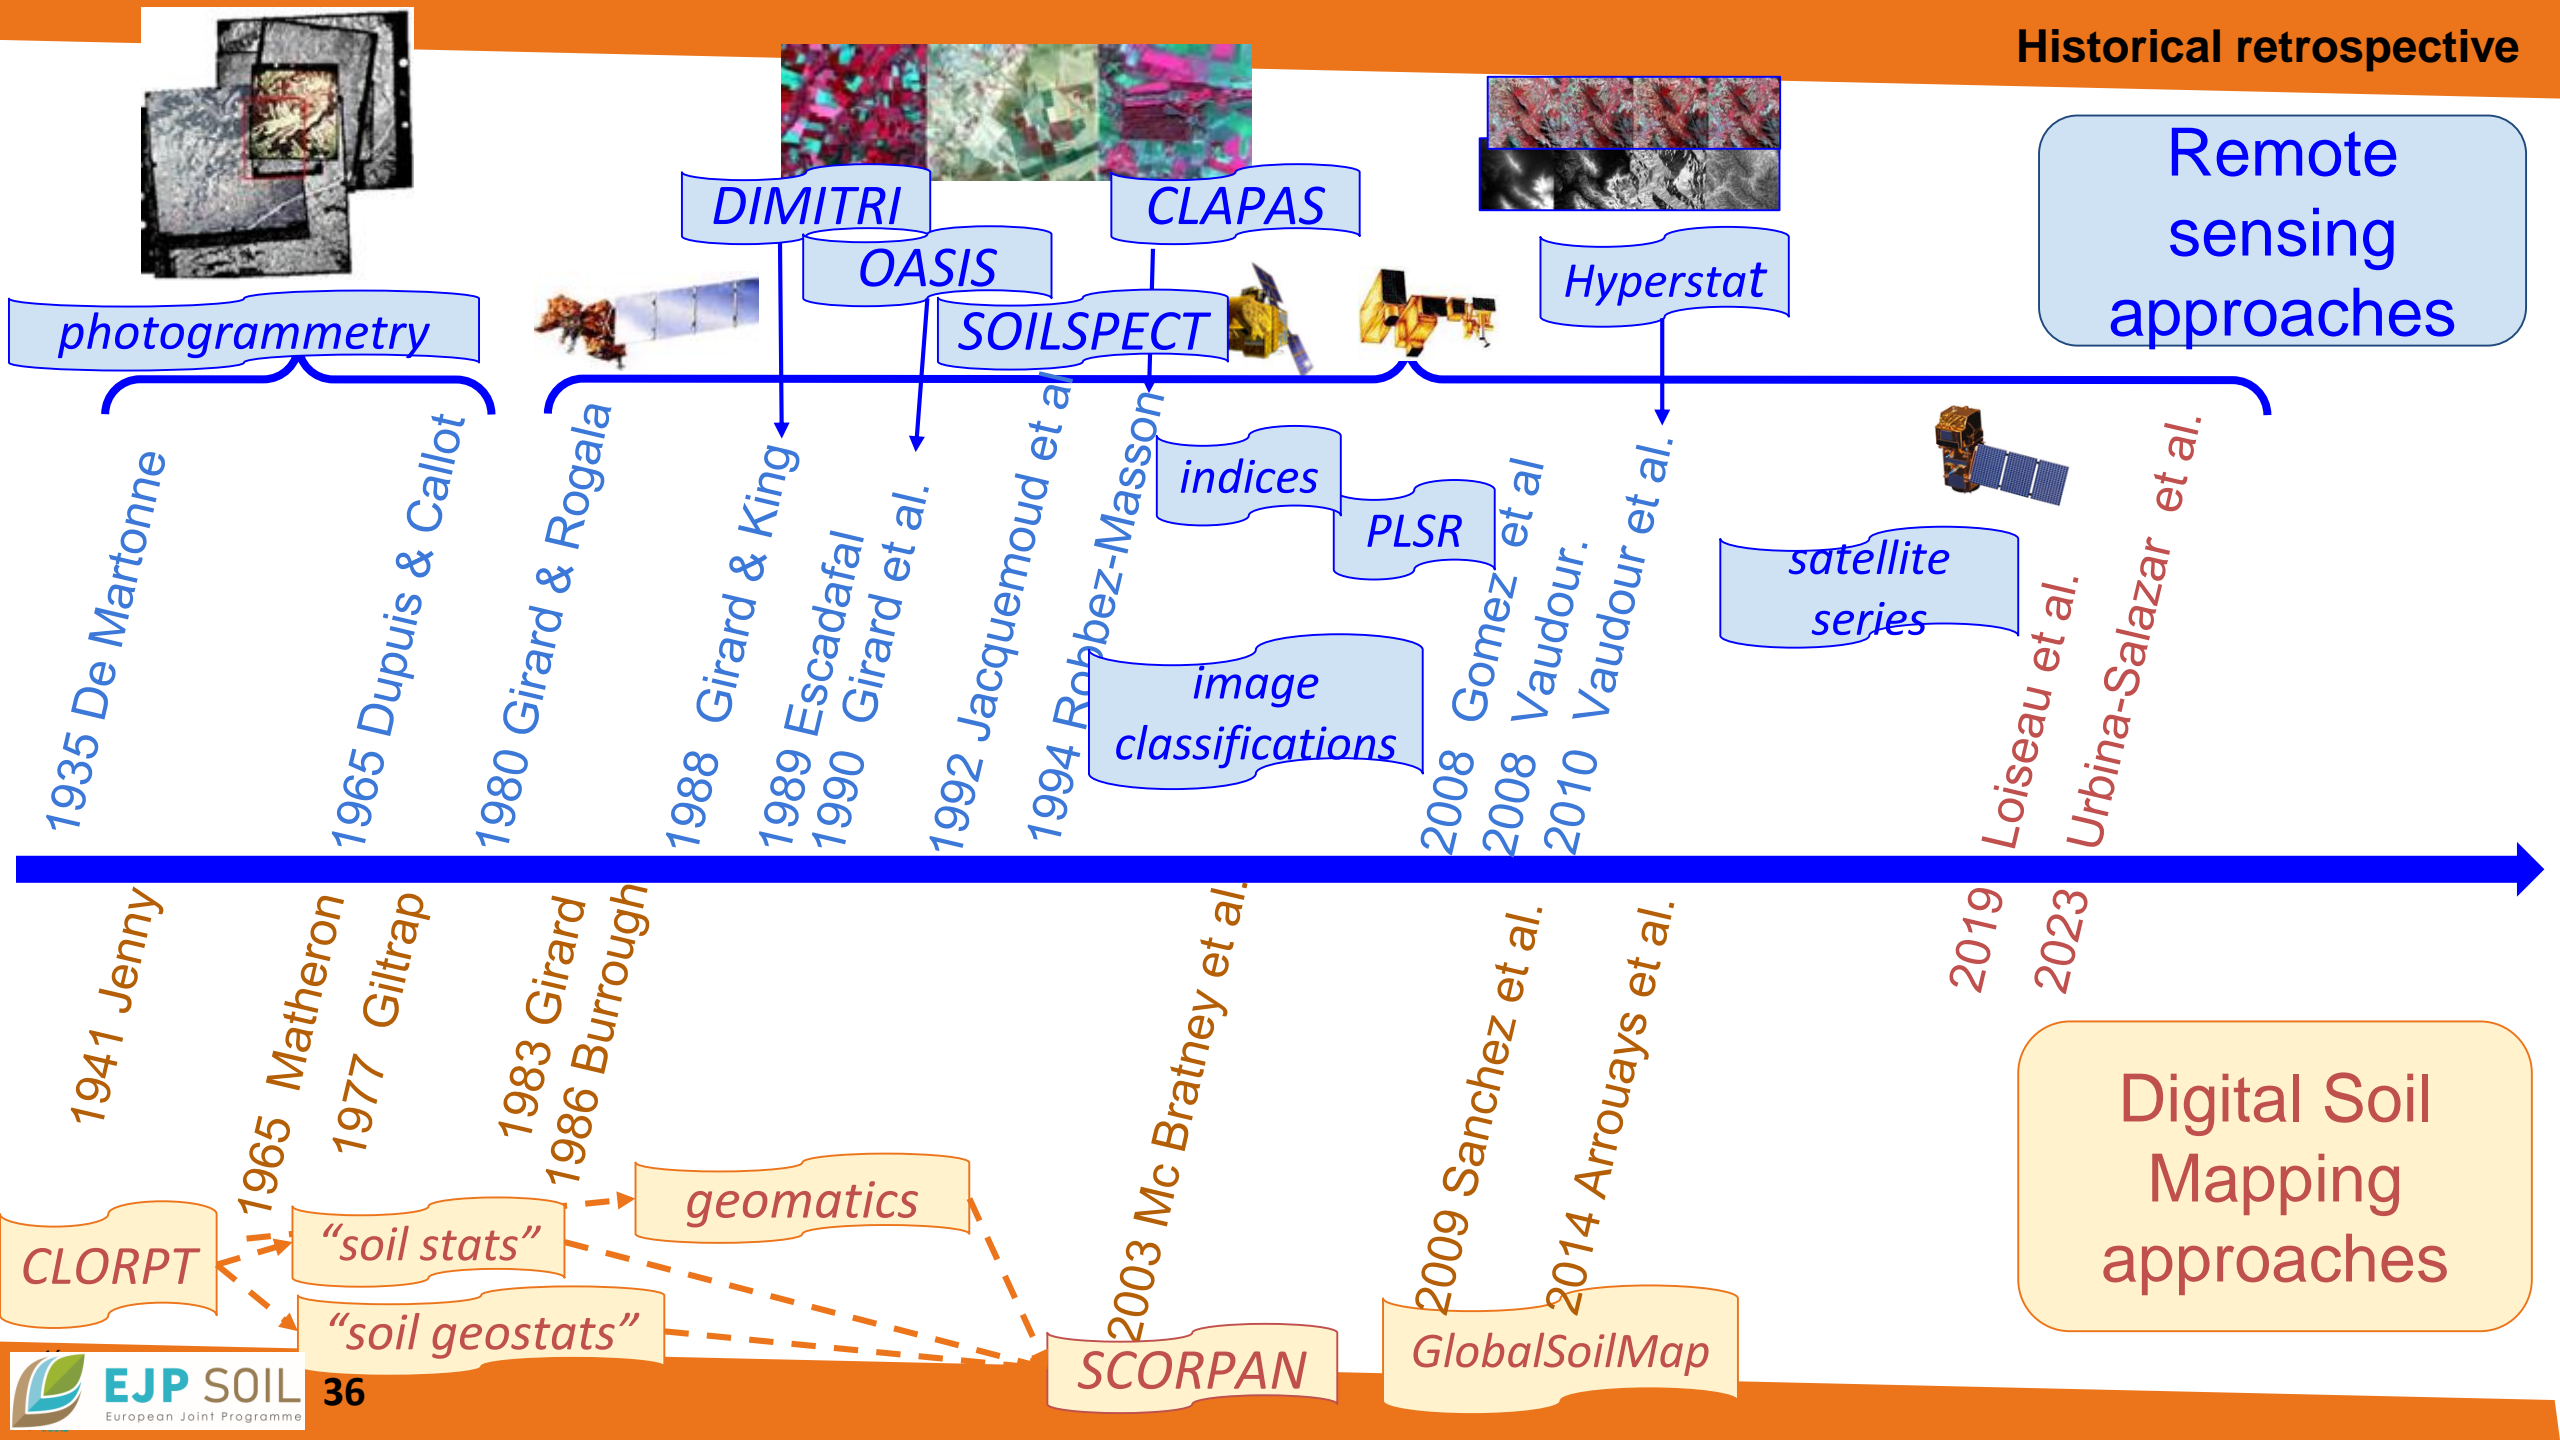 Historical retrospective
Remote
sensing
approaches
DIMITRI
CLAPAS
OASIS
Hyperstat
SOILSPECT
photogrammetry
1935 De Martonne
1965 Dupuis & Callot
1980 Girard & Rogala
1988 Girard & King
1989 Escadafal
1990 Girard et al.
1992 Jacquemoud et al
1994 Robbez-Masson
indices
PLSR
image
classifications
2008 Gomez et al
2008 Vaudour.
2010 Vaudour et al.
satellite
series
2019 Loiseau et al.
2023 Urbina-Salazar et al.
1941 Jenny
1965 Matheron
1977 Giltrap
1983 Girard
1986 Burrough
2003 Mc Bratney et al.
2009 Sanchez et al.
2014 Arrouays et al.
Digital Soil
Mapping
approaches
geomatics
CLORPT
“soil stats”
“soil geostats”
SCORPAN
GlobalSoilMap
EJP SOIL
European Joint Programme
36